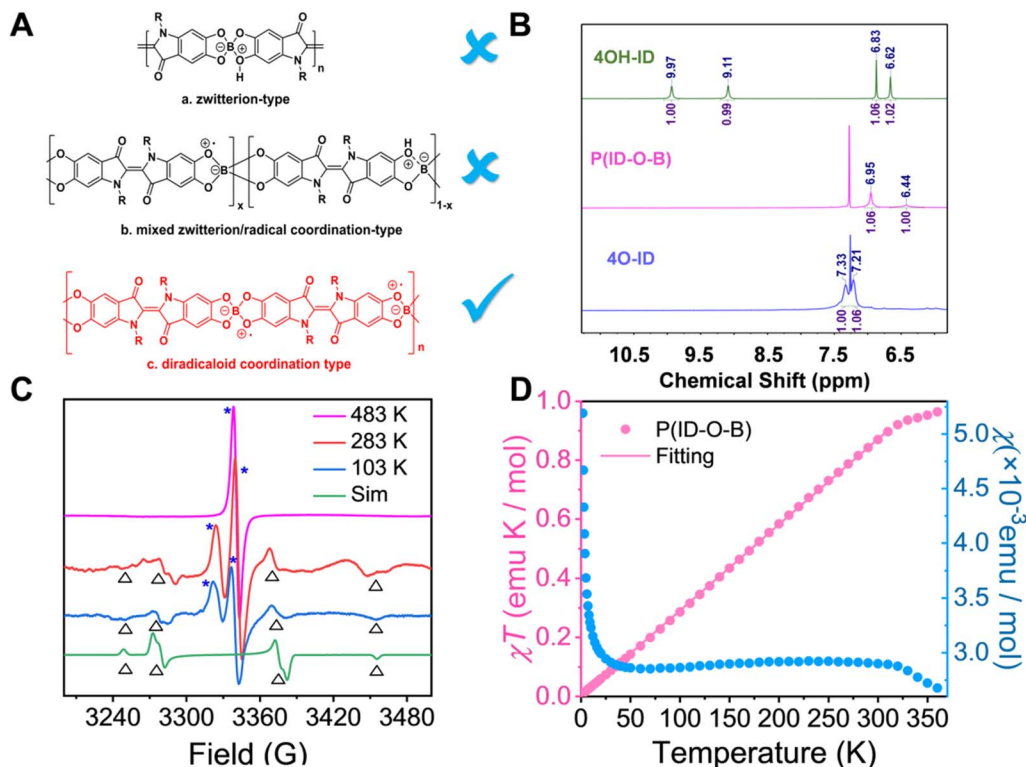 A
R
N
O
O
O
O
B
⊖
⊕
O
H
O
O
N
R
n
a. zwitterion-type
O
R
N
O
O
⊕·
⊖
B
N
R
O
O
x
O
O
O
R
N
OH
⊕
⊖
B
N
R
O
O
1-x
b. mixed zwitterion/radical coordination-type
O
R
N
O
O
⊖
B
⊕·
N
R
O
O
O
O
O
R
N
⊕·
O
O
⊖
B
N
R
O
n
c. diradicaloid coordination type
B
4OH-ID
9.97
9.11
6.83
6.62
1.00
0.99
1.06
1.02
P(ID-O-B)
6.95
6.44
1.06
1.00
4O-ID
7.33
7.21
1.00
1.06
10.5 9.5 8.5 7.5 6.5
Chemical Shift (ppm)
C
483 K
283 K
103 K
Sim
* * * * *
△ △ △ △
△ △ △ △
△ △ △ △
3240 3300 3360 3420 3480
Field (G)
D
P(ID-O-B)
Fitting
1.0
0.8
0.6
0.4
0.2
0.0
χT (emu K / mol)
5.0
4.5
4.0
3.5
3.0
χ(×10⁻³emu / mol)
0 50 100 150 200 250 300 350
Temperature (K)